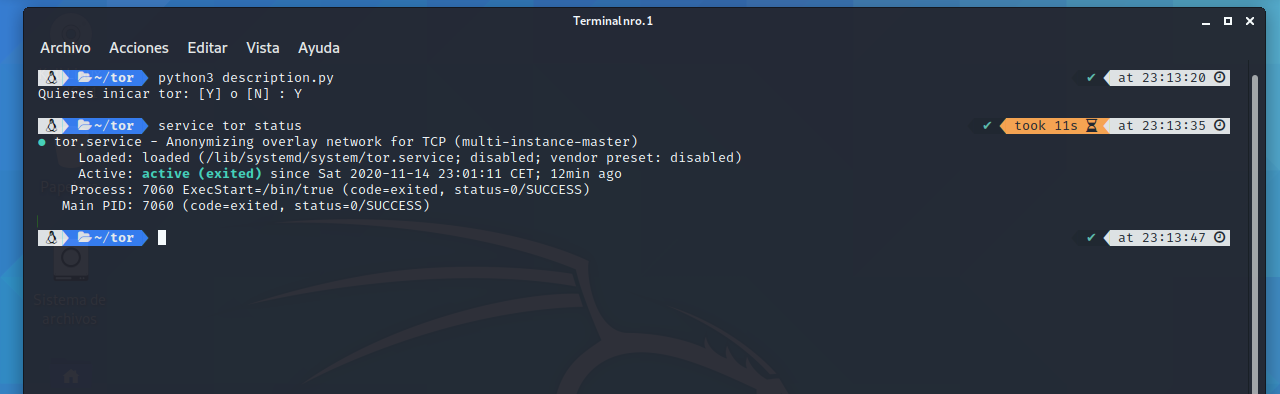 Terminal nro. 1
Archivo Acciones Editar Vista Ayuda
~/tor python3 description.py ✔ at 23:13:20
Quieres inicar tor: [Y] o [N] : Y
~/tor service tor status ✔ took 11s at 23:13:35
● tor.service - Anonymizing overlay network for TCP (multi-instance-master)
Loaded: loaded (/lib/systemd/system/tor.service; disabled; vendor preset: disabled)
Active: active (exited) since Sat 2020-11-14 23:01:11 CET; 12min ago
Process: 7060 ExecStart=/bin/true (code=exited, status=0/SUCCESS)
Main PID: 7060 (code=exited, status=0/SUCCESS)
~/tor ✔ at 23:13:47
Sistema de
archivos